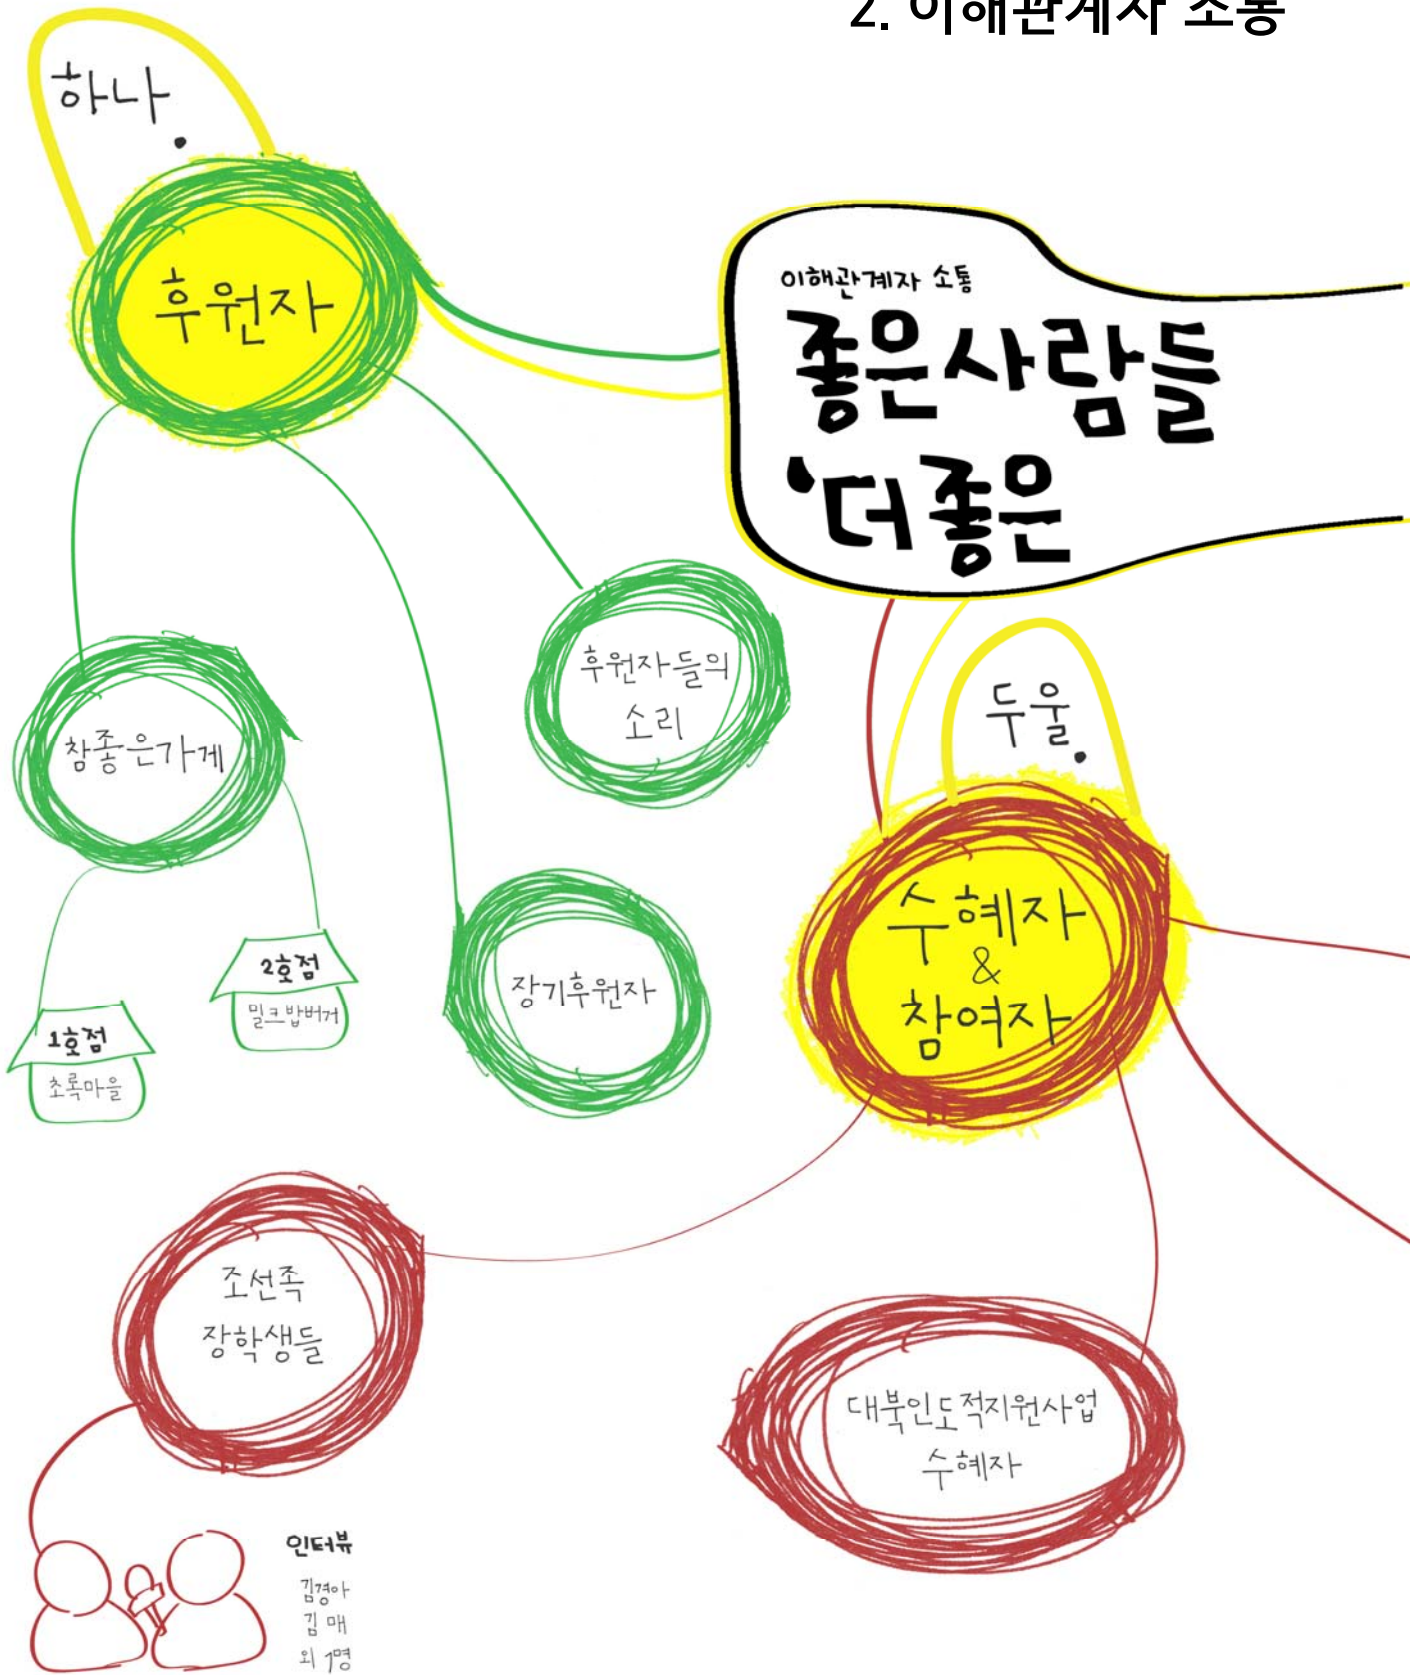 2. 이해관계자 소통
하나.
후원자
이해관계자 소통
좋은사람들
'더좋은
후원자들의
소리
두울.
참좋은가게
수혜자
&
참여자
2호점
밀크밥버거
장기후원자
1호점
초록마을
조선족
장학생들
대북인도적지원사업
수혜자
인터뷰
김경아
김매
외 1명